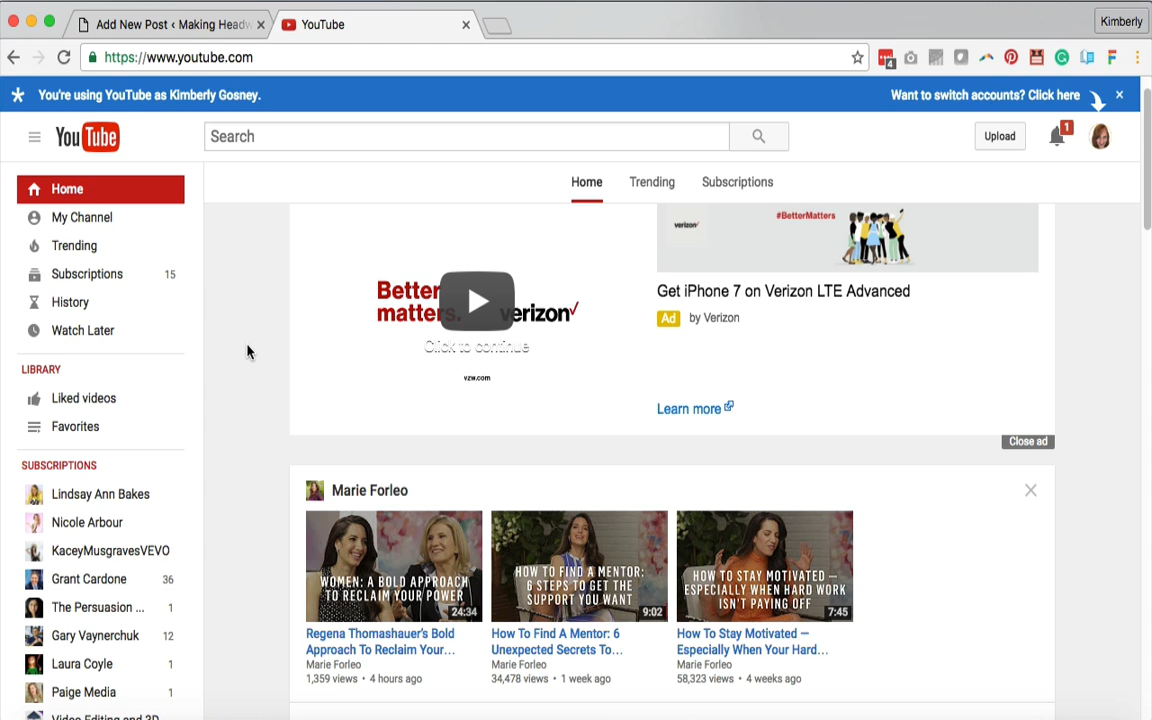 Add New Post ‹ Making Headw
YouTube
Kimberly
https://www.youtube.com
4
You're using YouTube as Kimberly Gosney.
Want to switch accounts? Click here
YouTube
Search
Upload
1
Home
Trending
Subscriptions
Home
My Channel
Trending
Subscriptions 15
History
Watch Later
LIBRARY
Liked videos
Favorites
SUBSCRIPTIONS
Lindsay Ann Bakes
Nicole Arbour
KaceyMusgravesVEVO
Grant Cardone 36
The Persuasion ... 1
Gary Vaynerchuk 12
Laura Coyle 1
Paige Media 1
Video Editing and 3D
Better
matters. verizon✓
Click to continue
vzw.com
verizon✓
#BetterMatters
Get iPhone 7 on Verizon LTE Advanced
Ad by Verizon
Learn more
Close ad
Marie Forleo
WOMEN: A BOLD APPROACH
TO RECLAIM YOUR POWER
24:34
HOW TO FIND A MENTOR:
6 STEPS TO GET THE
SUPPORT YOU WANT
9:02
HOW TO STAY MOTIVATED —
ESPECIALLY WHEN HARD WORK
ISN'T PAYING OFF
7:45
Regena Thomashauer's Bold
Approach To Reclaim Your...
Marie Forleo
1,359 views • 4 hours ago
How To Find A Mentor: 6
Unexpected Secrets To...
Marie Forleo
34,478 views • 1 week ago
How To Stay Motivated —
Especially When Your Hard...
Marie Forleo
58,323 views • 4 weeks ago